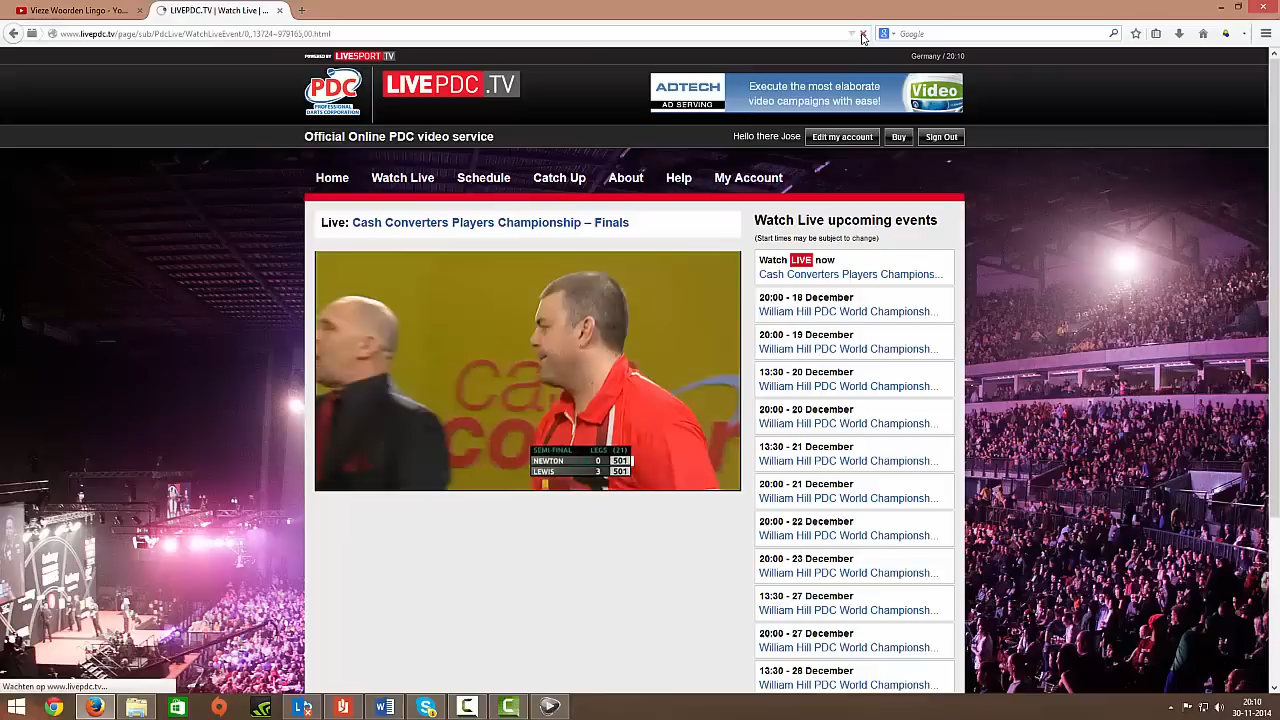 Vieze Woorden Lingo - Yo...
LIVEPDC.TV | Watch Live | ...
www.livepdc.tv/page/sub/PdcLive/WatchLiveEvent/0,,13724~979165,00.html
Google
POWERED BY LIVESPORT TV
Germany / 20:10
PDC
PROFESSIONAL
DARTS CORPORATION
LIVEPDC.TV
ADTECH
AD SERVING
Execute the most elaborate
video campaigns with ease!
Video
Official Online PDC video service
Hello there Jose
Edit my account
Buy
Sign Out
Home
Watch Live
Schedule
Catch Up
About
Help
My Account
Live: Cash Converters Players Championship – Finals
SEMI-FINAL LEGS (21)
NEWTON 0 501
LEWIS 3 501
Watch Live upcoming events
(Start times may be subject to change)
Watch LIVE now
Cash Converters Players Champions...
20:00 - 18 December
William Hill PDC World Championsh...
20:00 - 19 December
William Hill PDC World Championsh...
13:30 - 20 December
William Hill PDC World Championsh...
20:00 - 20 December
William Hill PDC World Championsh...
13:30 - 21 December
William Hill PDC World Championsh...
20:00 - 21 December
William Hill PDC World Championsh...
20:00 - 22 December
William Hill PDC World Championsh...
20:00 - 23 December
William Hill PDC World Championsh...
13:30 - 27 December
William Hill PDC World Championsh...
20:00 - 27 December
William Hill PDC World Championsh...
13:30 - 28 December
William Hill PDC World Championsh...
Wachten op www.livepdc.tv...
20:10
30-11-2014